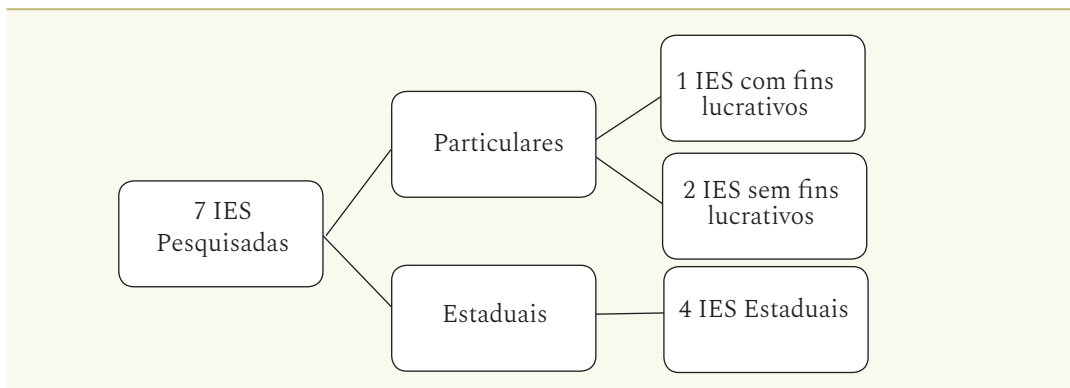 7 IES
Pesquisadas
Particulares
1 IES com fins
lucrativos
2 IES sem fins
lucrativos
Estaduais
4 IES Estaduais